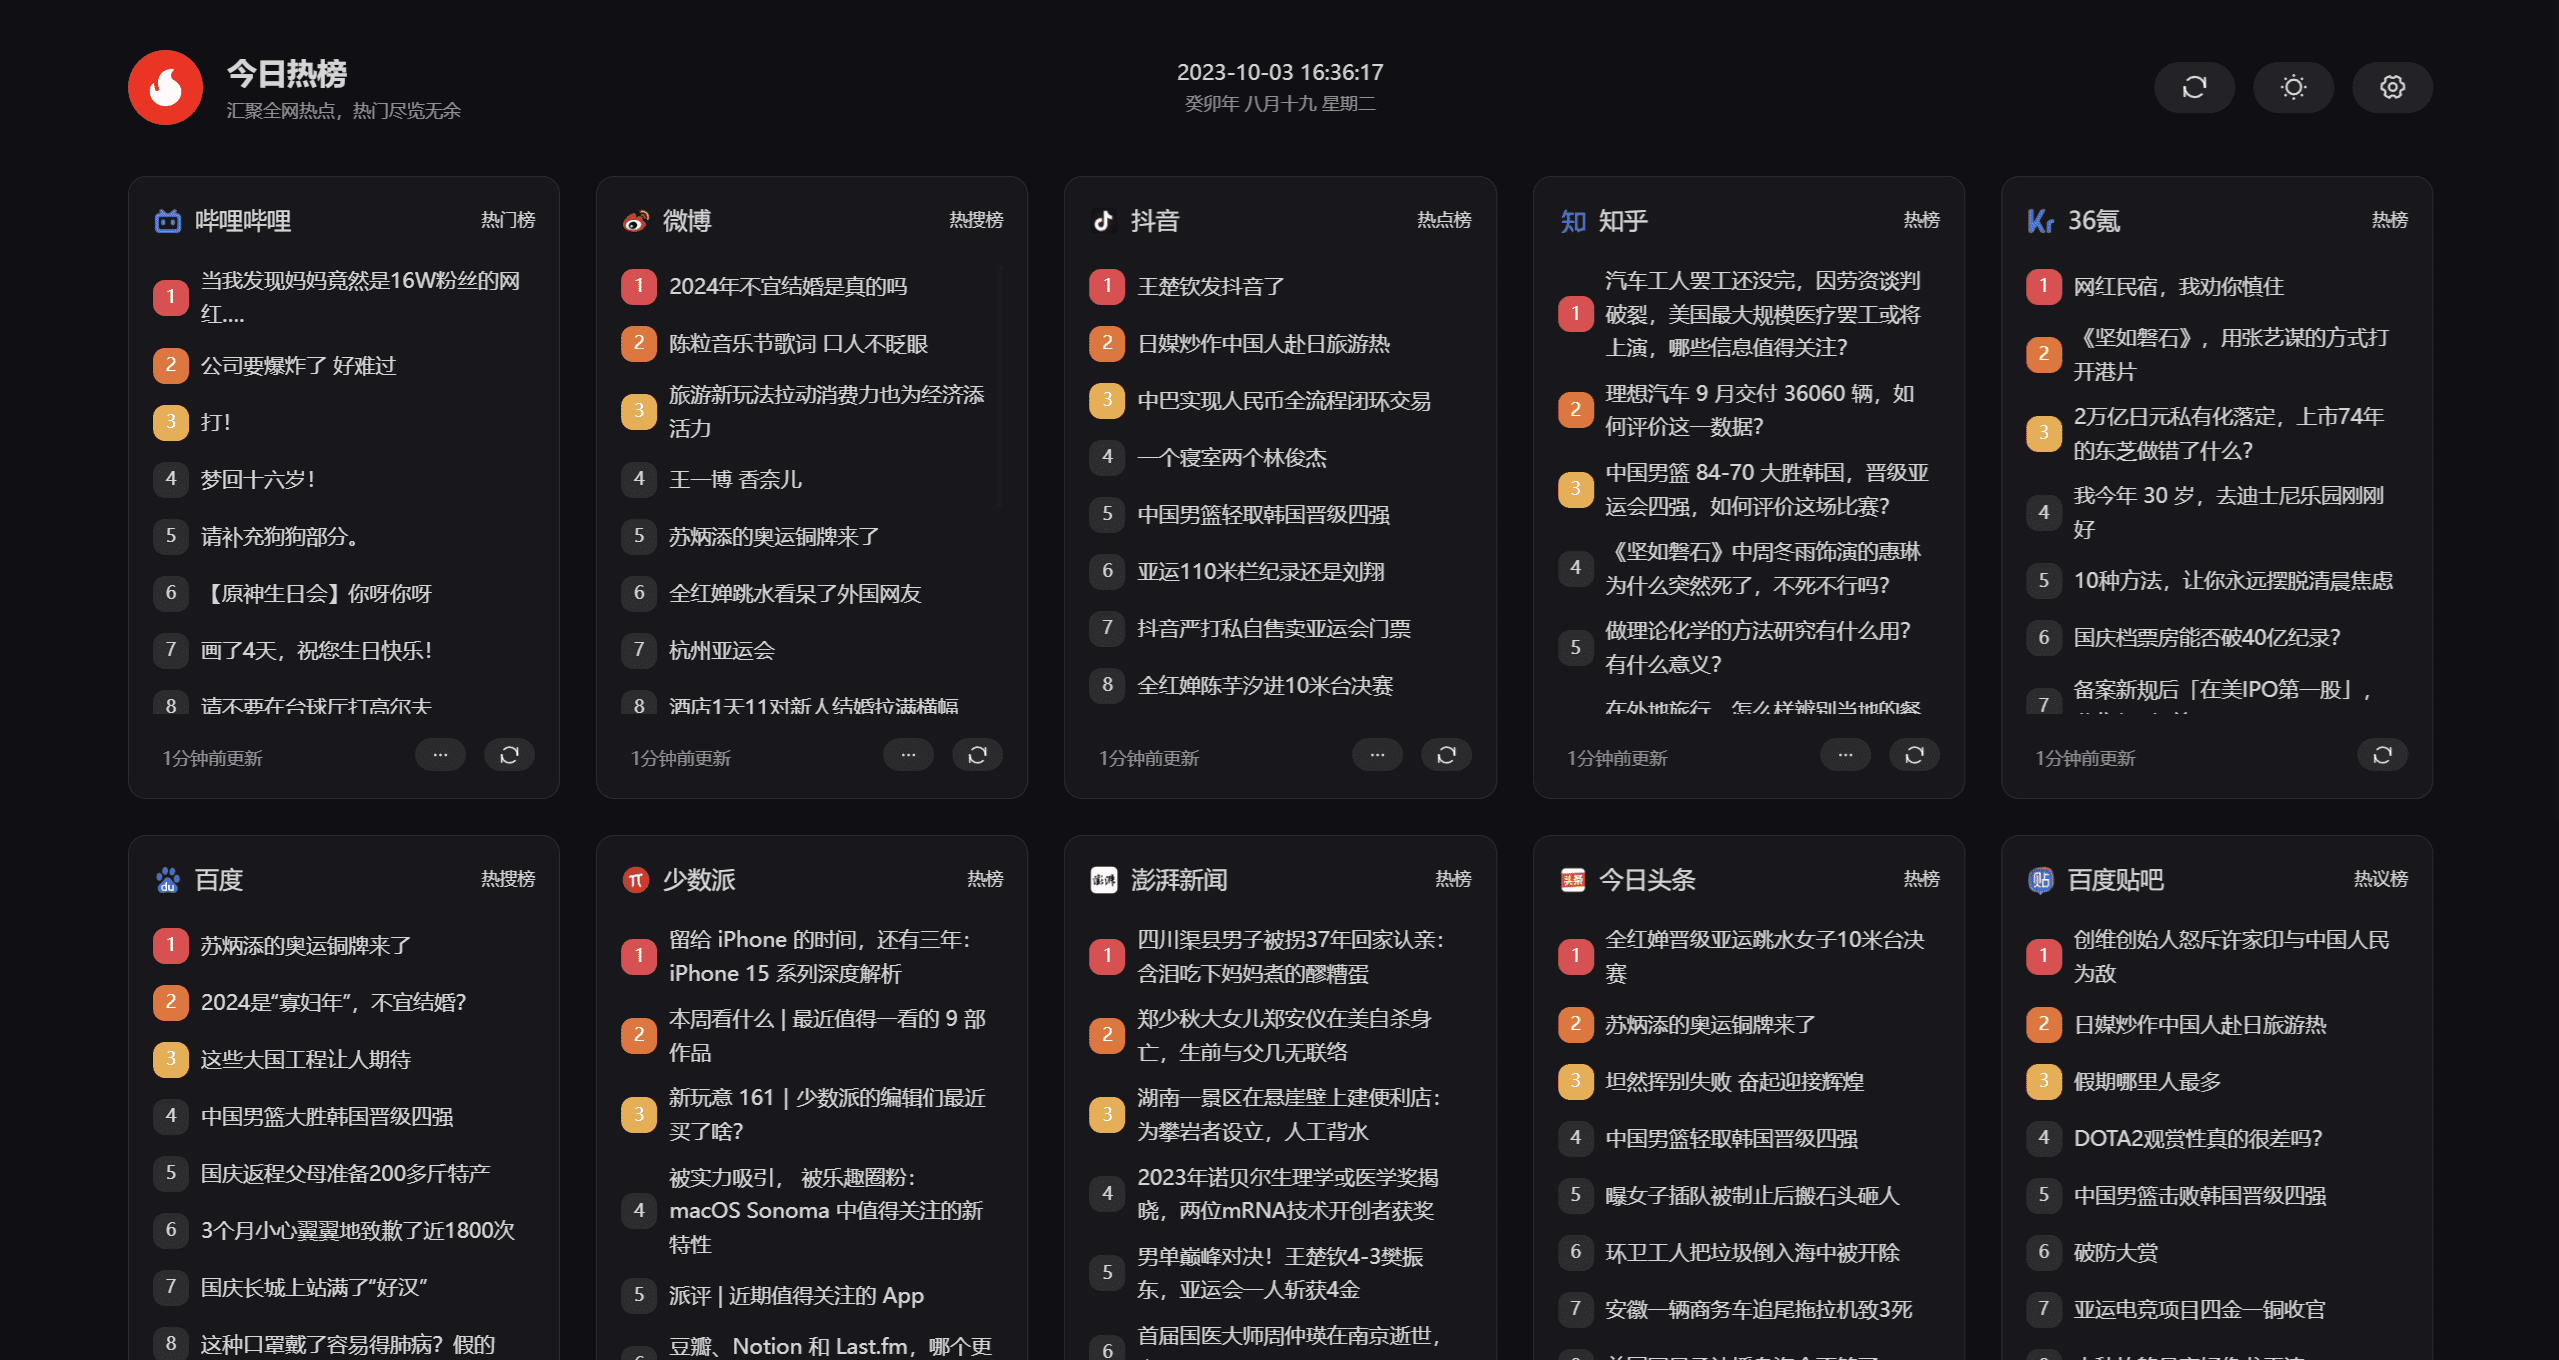 今日热榜
汇聚全网热点，热门尽览无余
2023-10-03 16:36:17
癸卯年 八月十九 星期二
哔哩哔哩 热门榜
1 当我发现妈妈竟然是16W粉丝的网
红....
2 公司要爆炸了 好难过
3 打！
4 梦回十六岁！
5 请补充狗狗部分。
6 【原神生日会】你呀你呀
7 画了4天，祝您生日快乐！
8 请不要在台球厅打高尔夫
1分钟前更新
微博 热搜榜
1 2024年不宜结婚是真的吗
2 陈粒音乐节歌词 口人不眨眼
3 旅游新玩法拉动消费力也为经济添
活力
4 王一博 香奈儿
5 苏炳添的奥运铜牌来了
6 全红婵跳水看呆了外国网友
7 杭州亚运会
8 酒店1天11对新人结婚拉满横幅
1分钟前更新
抖音 热点榜
1 王楚钦发抖音了
2 日媒炒作中国人赴日旅游热
3 中巴实现人民币全流程闭环交易
4 一个寝室两个林俊杰
5 中国男篮轻取韩国晋级四强
6 亚运110米栏纪录还是刘翔
7 抖音严打私自售卖亚运会门票
8 全红婵陈芋汐进10米台决赛
1分钟前更新
知 知乎 热榜
1 汽车工人罢工还没完，因劳资谈判
破裂，美国最大规模医疗罢工或将
上演，哪些信息值得关注？
2 理想汽车 9 月交付 36060 辆，如
何评价这一数据？
3 中国男篮 84-70 大胜韩国，晋级亚
运会四强，如何评价这场比赛？
4 《坚如磐石》中周冬雨饰演的惠琳
为什么突然死了，不死不行吗？
5 做理论化学的方法研究有什么用？
有什么意义？
在外地旅行，怎么样辨别当地的餐
1分钟前更新
Kr 36氪 热榜
1 网红民宿，我劝你慎住
2 《坚如磐石》，用张艺谋的方式打
开港片
3 2万亿日元私有化落定，上市74年
的东芝做错了什么？
4 我今年 30 岁，去迪士尼乐园刚刚
好
5 10种方法，让你永远摆脱清晨焦虑
6 国庆档票房能否破40亿纪录？
7 备案新规后「在美IPO第一股」，
1分钟前更新
du 百度 热搜榜
1 苏炳添的奥运铜牌来了
2 2024是“寡妇年”，不宜结婚？
3 这些大国工程让人期待
4 中国男篮大胜韩国晋级四强
5 国庆返程父母准备200多斤特产
6 3个月小心翼翼地致歉了近1800次
7 国庆长城上站满了“好汉”
8 这种口罩戴了容易得肺病？假的
π 少数派 热榜
1 留给 iPhone 的时间，还有三年：
iPhone 15 系列深度解析
2 本周看什么 | 最近值得一看的 9 部
作品
3 新玩意 161 | 少数派的编辑们最近
买了啥？
4 被实力吸引， 被乐趣圈粉：
macOS Sonoma 中值得关注的新
特性
5 派评 | 近期值得关注的 App
豆瓣、Notion 和 Last.fm，哪个更
澎湃 澎湃新闻 热榜
1 四川渠县男子被拐37年回家认亲：
含泪吃下妈妈煮的醪糟蛋
2 郑少秋大女儿郑安仪在美自杀身
亡，生前与父几无联络
3 湖南一景区在悬崖壁上建便利店：
为攀岩者设立，人工背水
4 2023年诺贝尔生理学或医学奖揭
晓，两位mRNA技术开创者获奖
5 男单巅峰对决！王楚钦4-3樊振
东，亚运会一人斩获4金
6 首届国医大师周仲瑛在南京逝世，
头条 今日头条 热榜
1 全红婵晋级亚运跳水女子10米台决
赛
2 苏炳添的奥运铜牌来了
3 坦然挥别失败 奋起迎接辉煌
4 中国男篮轻取韩国晋级四强
5 曝女子插队被制止后搬石头砸人
6 环卫工人把垃圾倒入海中被开除
7 安徽一辆商务车追尾拖拉机致3死
贴 百度贴吧 热议榜
1 创维创始人怒斥许家印与中国人民
为敌
2 日媒炒作中国人赴日旅游热
3 假期哪里人最多
4 DOTA2观赏性真的很差吗？
5 中国男篮击败韩国晋级四强
6 破防大赏
7 亚运电竞项目四金一铜收官